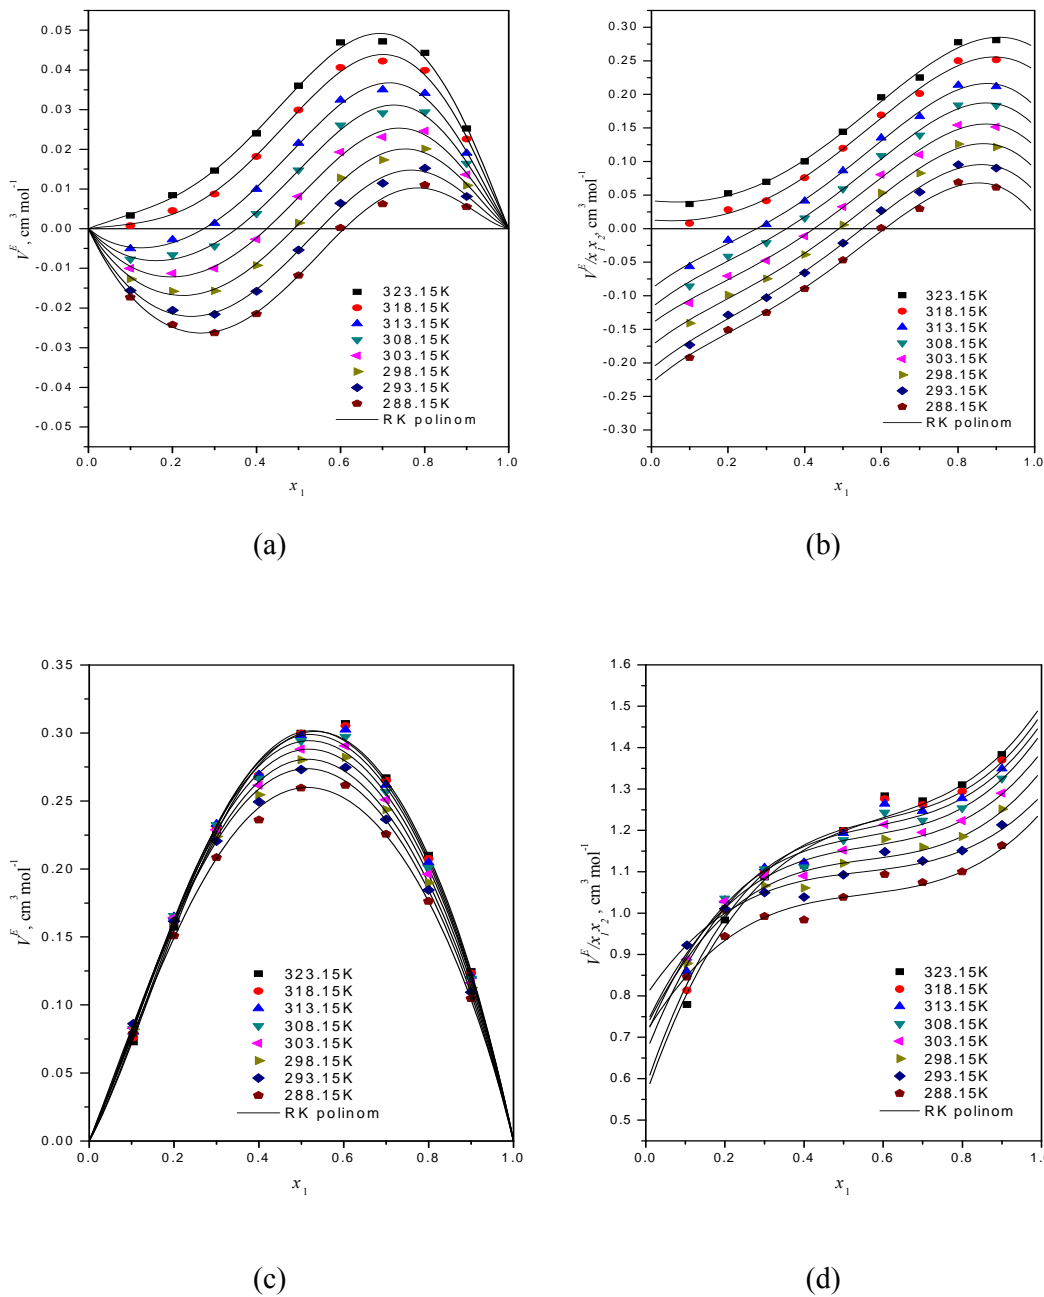 0.05
0.04
0.03
0.02
0.01
0.00
-0.01
-0.02
-0.03
-0.04
-0.05
V^E, cm^3 mol^-1
323.15K
318.15K
313.15K
308.15K
303.15K
298.15K
293.15K
288.15K
RK polinom
0.0 0.2 0.4 0.6 0.8 1.0
x_1
(a)
0.30
0.25
0.20
0.15
0.10
0.05
0.00
-0.05
-0.10
-0.15
-0.20
-0.25
-0.30
V^E/x_1x_2, cm^3 mol^-1
323.15K
318.15K
313.15K
308.15K
303.15K
298.15K
293.15K
288.15K
RK polinom
0.0 0.2 0.4 0.6 0.8 1.0
x_1
(b)
0.35
0.30
0.25
0.20
0.15
0.10
0.05
0.00
V^E, cm^3 mol^-1
323.15K
318.15K
313.15K
308.15K
303.15K
298.15K
293.15K
288.15K
RK polinom
0.0 0.2 0.4 0.6 0.8 1.0
x_1
(c)
1.6
1.5
1.4
1.3
1.2
1.1
1.0
0.9
0.8
0.7
0.6
0.5
V^E/x_1x_2, cm^3 mol^-1
323.15K
318.15K
313.15K
308.15K
303.15K
298.15K
293.15K
288.15K
RK polinom
0.0 0.2 0.4 0.6 0.8 1.0
x_1
(d)